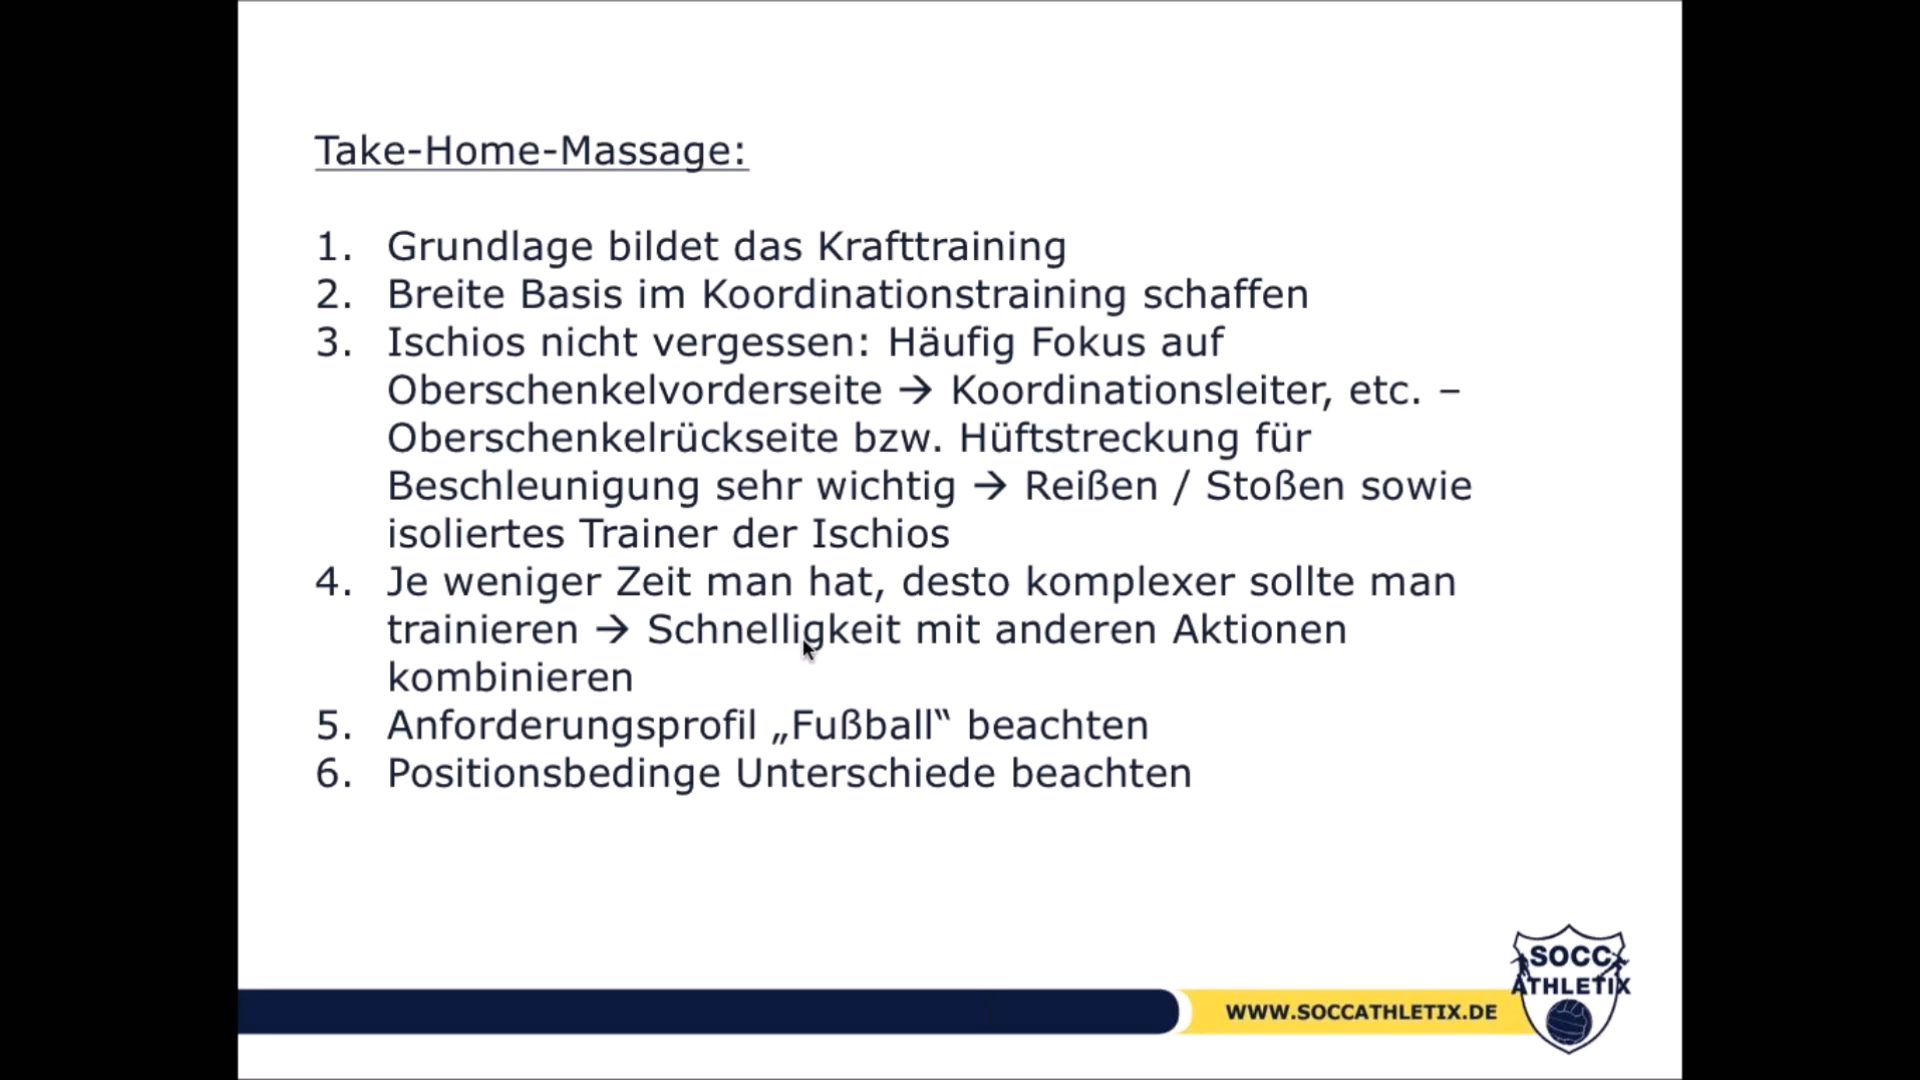 Take-Home-Massage:
1. Grundlage bildet das Krafttraining
2. Breite Basis im Koordinationstraining schaffen
3. Ischios nicht vergessen: Häufig Fokus auf
Oberschenkelvorderseite → Koordinationsleiter, etc. –
Oberschenkelrückseite bzw. Hüftstreckung für
Beschleunigung sehr wichtig → Reißen / Stoßen sowie
isoliertes Trainer der Ischios
4. Je weniger Zeit man hat, desto komplexer sollte man
trainieren → Schnelligkeit mit anderen Aktionen
kombinieren
5. Anforderungsprofil „Fußball‟ beachten
6. Positionsbedinge Unterschiede beachten
WWW.SOCCATHLETIX.DE
SOCC
ATHLETIX